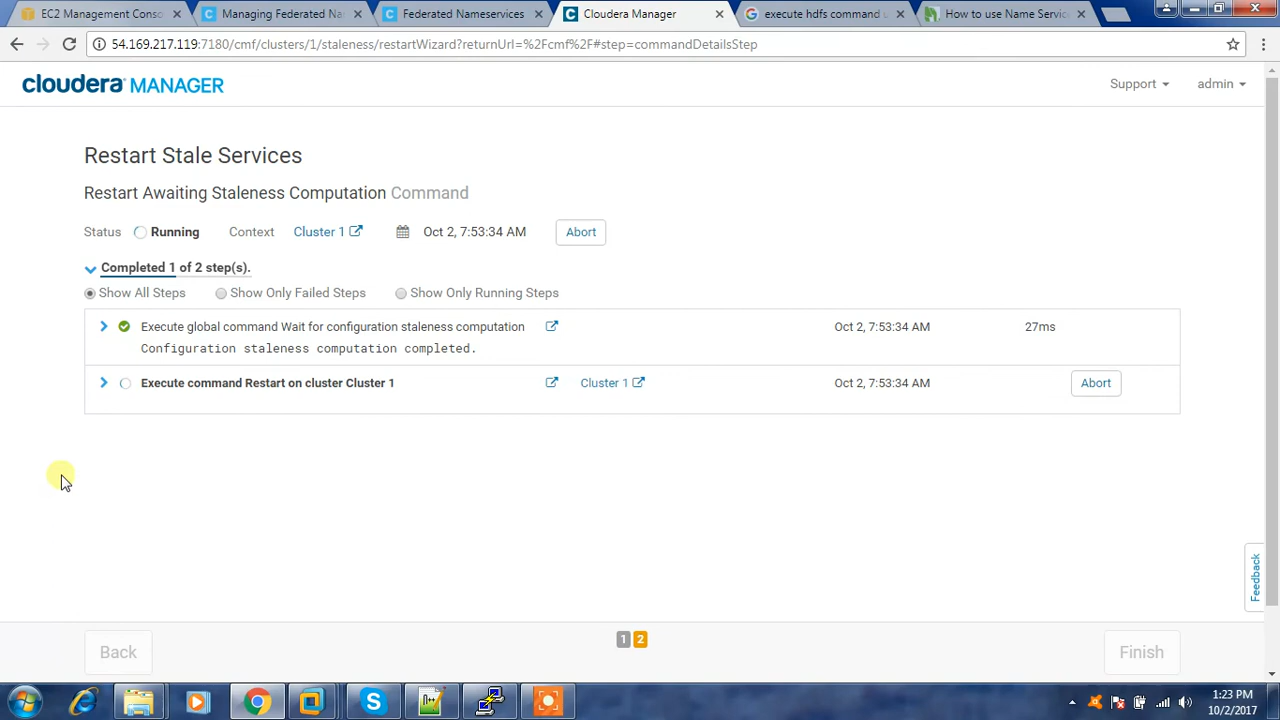 EC2 Management Conso
Managing Federated Na
Federated Namespaces
Cloudera Manager
execute hdfs command u
How to use Name Servic
54.169.217.119:7180/cmf/clusters/1/staleness/restartWizard?returnUrl=%2Fcmf%2F#step=commandDetailsStep
cloudera MANAGER
Support
admin
Restart Stale Services
Restart Awaiting Staleness Computation Command
Status Running Context Cluster 1 Oct 2, 7:53:34 AM Abort
Completed 1 of 2 step(s).
Show All Steps Show Only Failed Steps Show Only Running Steps
Execute global command Wait for configuration staleness computation Oct 2, 7:53:34 AM 27ms
Configuration staleness computation completed.
Execute command Restart on cluster Cluster 1 Cluster 1 Oct 2, 7:53:34 AM Abort
Feedback
Back
1 2
Finish
1:23 PM
10/2/2017